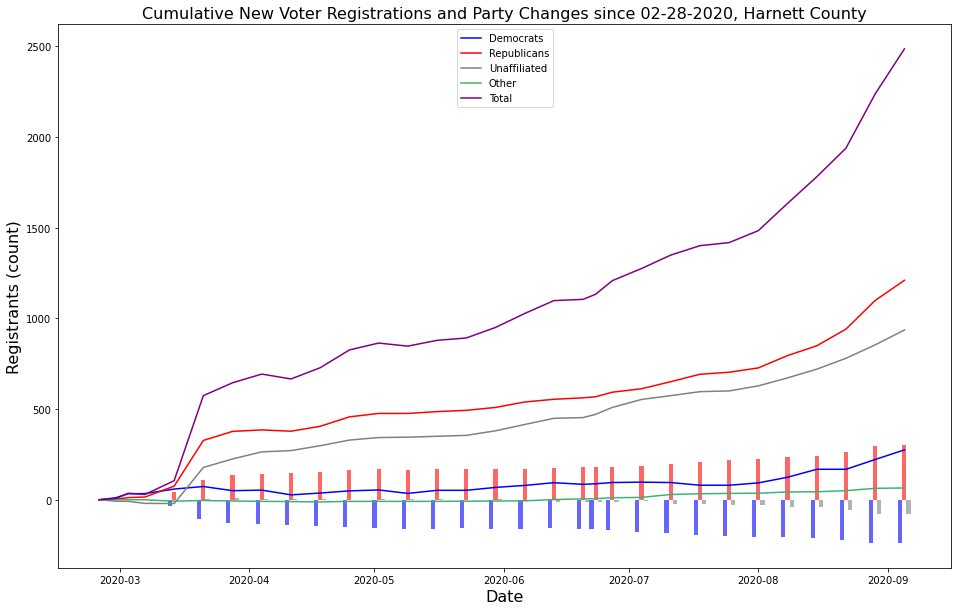 Cumulative New Voter Registrations and Party Changes since 02-28-2020, Harnett County
Democrats
Republicans
Unaffiliated
Other
Total
Registrants (count)
2500
2000
1500
1000
500
0
2020-03 2020-04 2020-05 2020-06 2020-07 2020-08 2020-09
Date